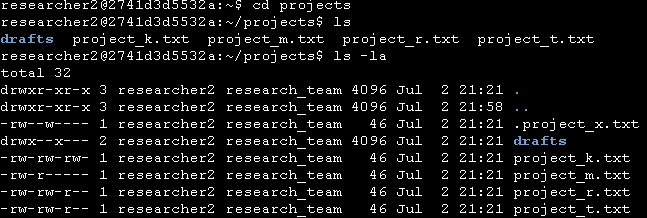 researcher2@2741d3d5532a:~$ cd projects
researcher2@2741d3d5532a:~/projects$ ls
drafts  project_k.txt  project_m.txt  project_r.txt  project_t.txt
researcher2@2741d3d5532a:~/projects$ ls -la
total 32
drwxr-xr-x 3 researcher2 research_team 4096 Jul  2 21:21 .
drwxr-xr-x 3 researcher2 research_team 4096 Jul  2 21:58 ..
-rw--w---- 1 researcher2 research_team   46 Jul  2 21:21 .project_x.txt
drwx--x--- 2 researcher2 research_team 4096 Jul  2 21:21 drafts
-rw-rw-rw- 1 researcher2 research_team   46 Jul  2 21:21 project_k.txt
-rw-r----- 1 researcher2 research_team   46 Jul  2 21:21 project_m.txt
-rw-rw-r-- 1 researcher2 research_team   46 Jul  2 21:21 project_r.txt
-rw-rw-r-- 1 researcher2 research_team   46 Jul  2 21:21 project_t.txt